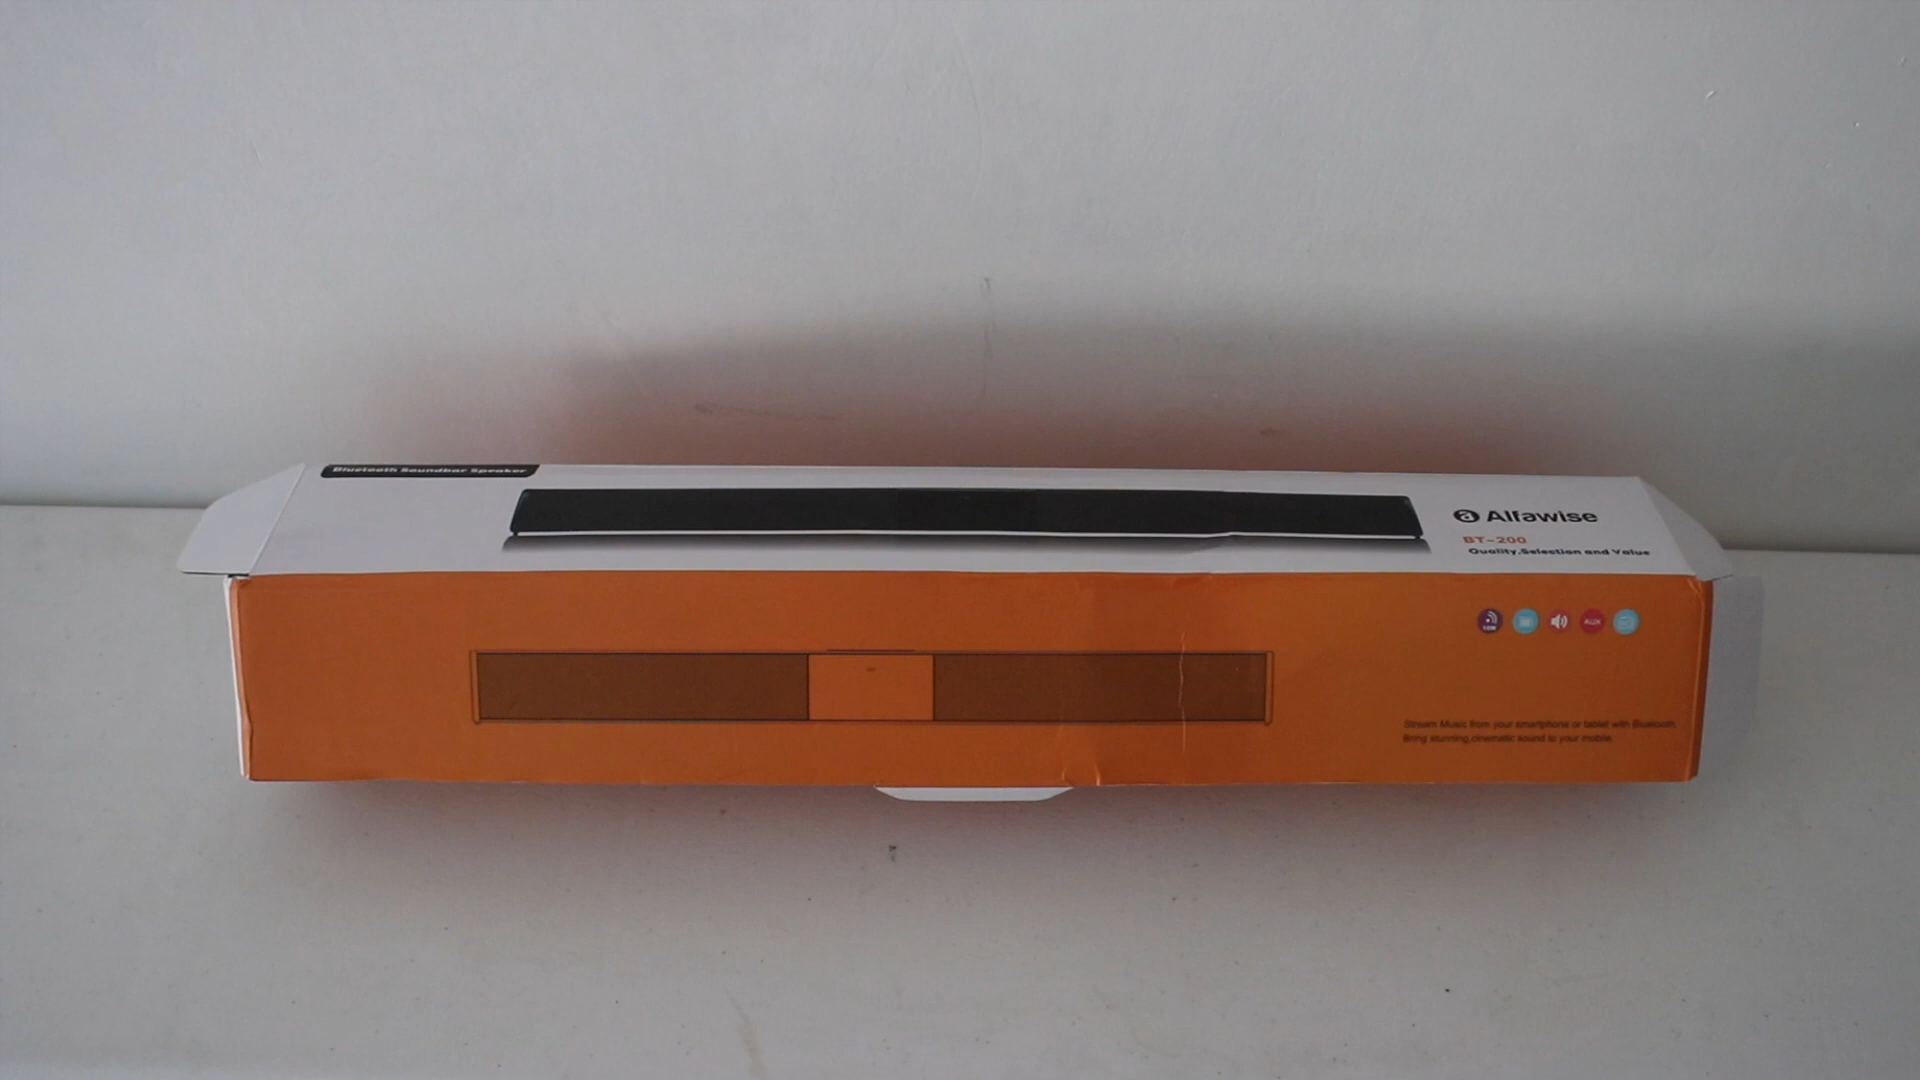 Bluetooth Soundbar Speaker
a Alfawise
BT-200
Quality,Selection and Value
10W
AUX
Stream Music from your smartphone or tablet with Bluetooth.
Bring stunning,cinematic sound to your mobile.